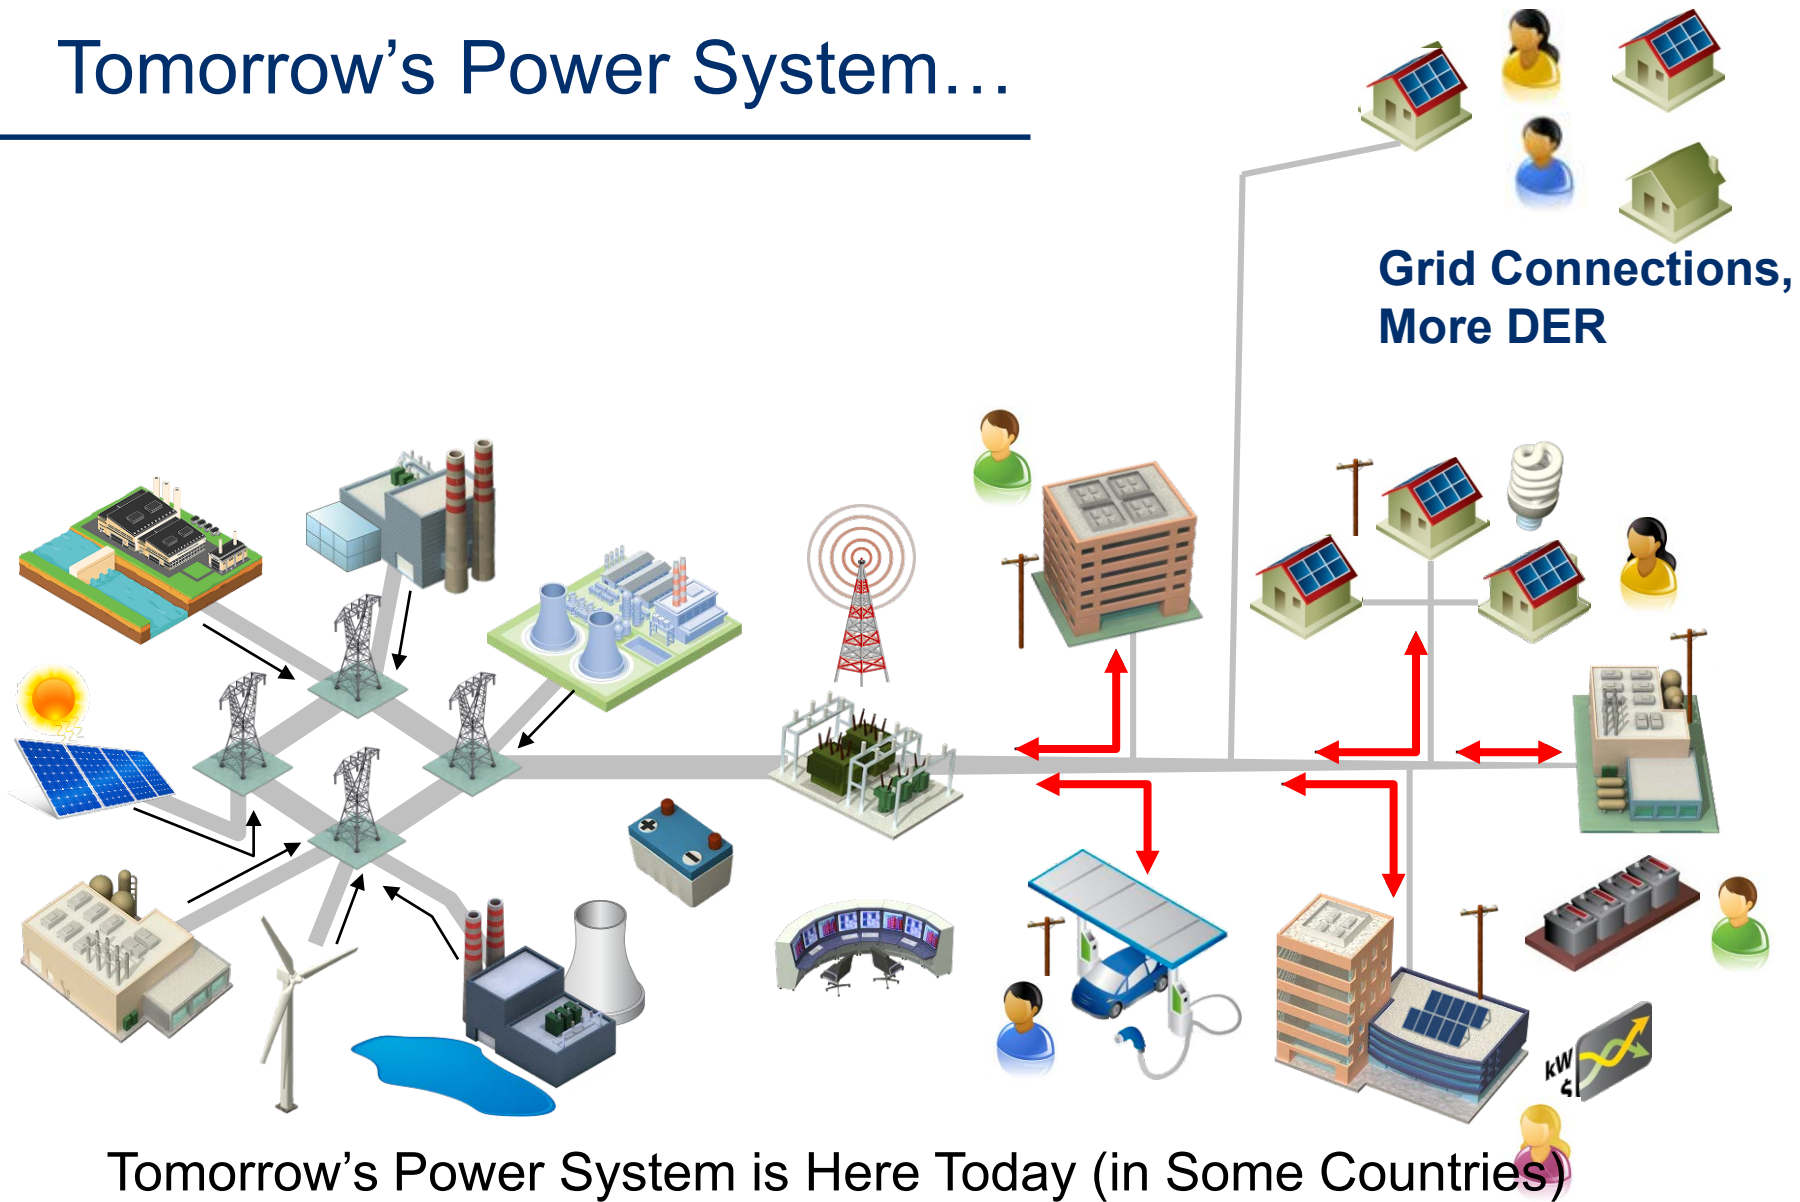 Tomorrow’s Power System…
Grid Connections,
More DER
kW
Tomorrow’s Power System is Here Today (in Some Countries)